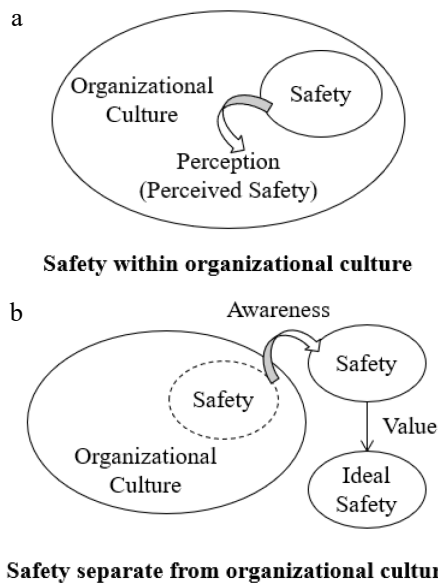 a
Organizational
Culture
Safety
Perception
(Perceived Safety)
Safety within organizational culture
b
Awareness
Safety
Safety
Value
Organizational
Culture
Ideal
Safety
Safety separate from organizational cultur